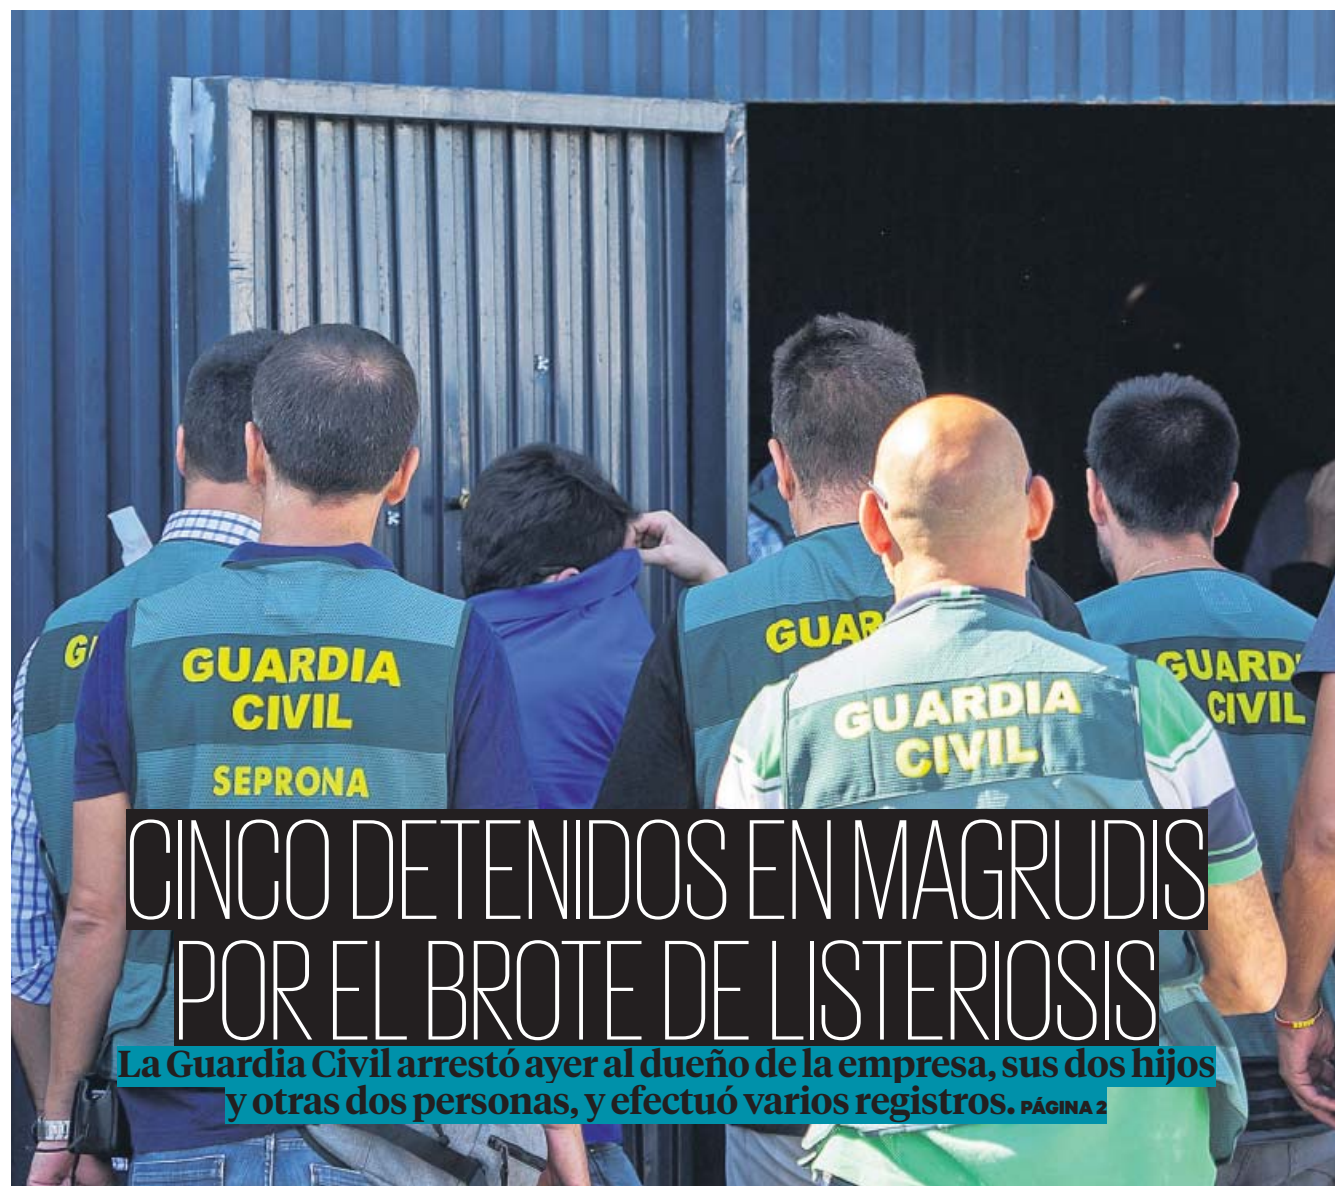 GUARDIA
CIVIL
SEPRONA
GUARDIA
CIVIL
CIVIL
CINCO DETENIDOS EN MAGRUDIS
POR EL BROTE DE LISTERIOSIS
La Guardia Civil arrestó ayer al dueño de la empresa, sus dos hijos
y otras dos personas, y efectuó varios registros. PÁGINA 2